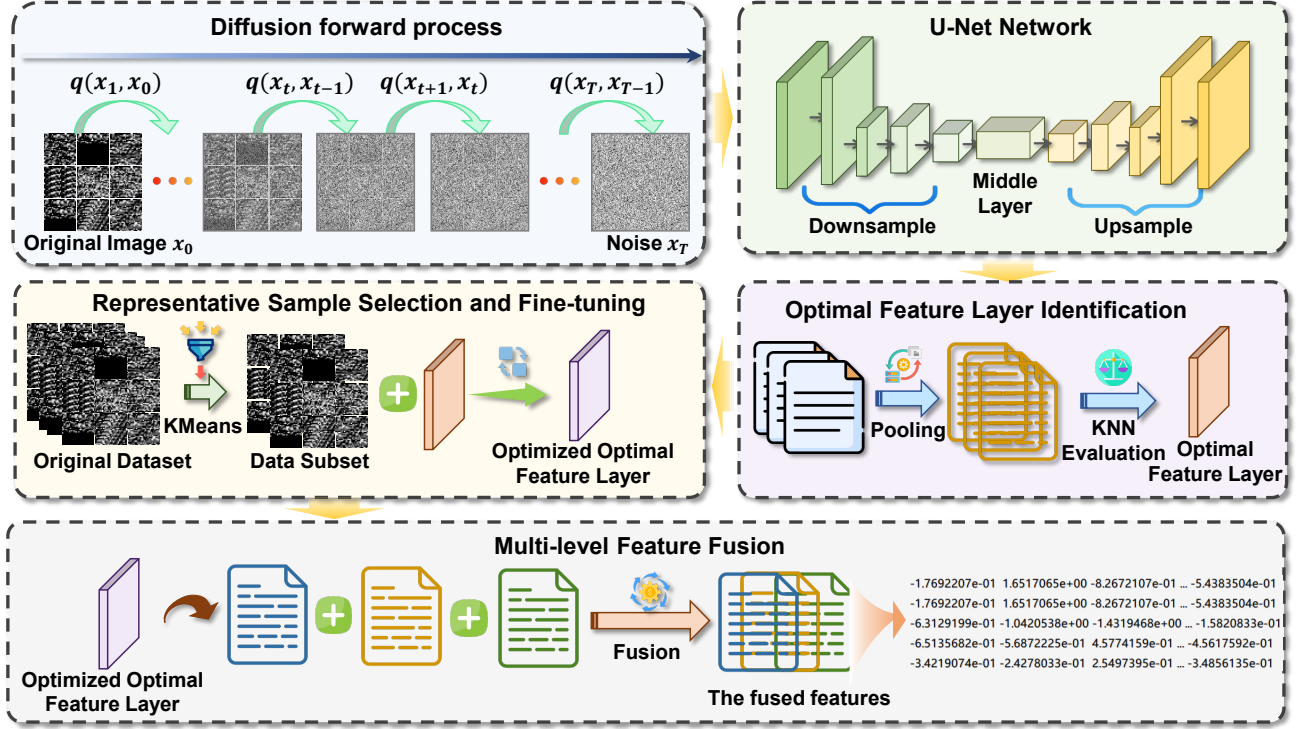 Diffusion forward process
q(x₁, x₀)
q(xₜ, xₜ₋₁)
q(xₜ₊₁, xₜ)
q(x_T, x_T₋₁)
Original Image x₀
Noise x_T
U-Net Network
Downsample
Middle
Layer
Upsample
Representative Sample Selection and Fine-tuning
KMeans
Original Dataset
Data Subset
Optimized Optimal
Feature Layer
Optimal Feature Layer Identification
Pooling
KNN
Evaluation
Optimal
Feature Layer
Multi-level Feature Fusion
Optimized Optimal
Feature Layer
Fusion
The fused features
-1.7692207e-01 1.6517065e+00 -8.2672107e-01 ... -5.4383504e-01
-1.7692207e-01 1.6517065e+00 -8.2672107e-01 ... -5.4383504e-01
-6.3129199e-01 -1.0420538e+00 -1.4319468e+00 ... -1.5820833e-01
-6.5135682e-01 -5.6872225e-01 4.5774159e-01 ... -4.5617592e-01
-3.4219074e-01 -2.4278033e-01 2.5497395e-01 ... -3.4856135e-01